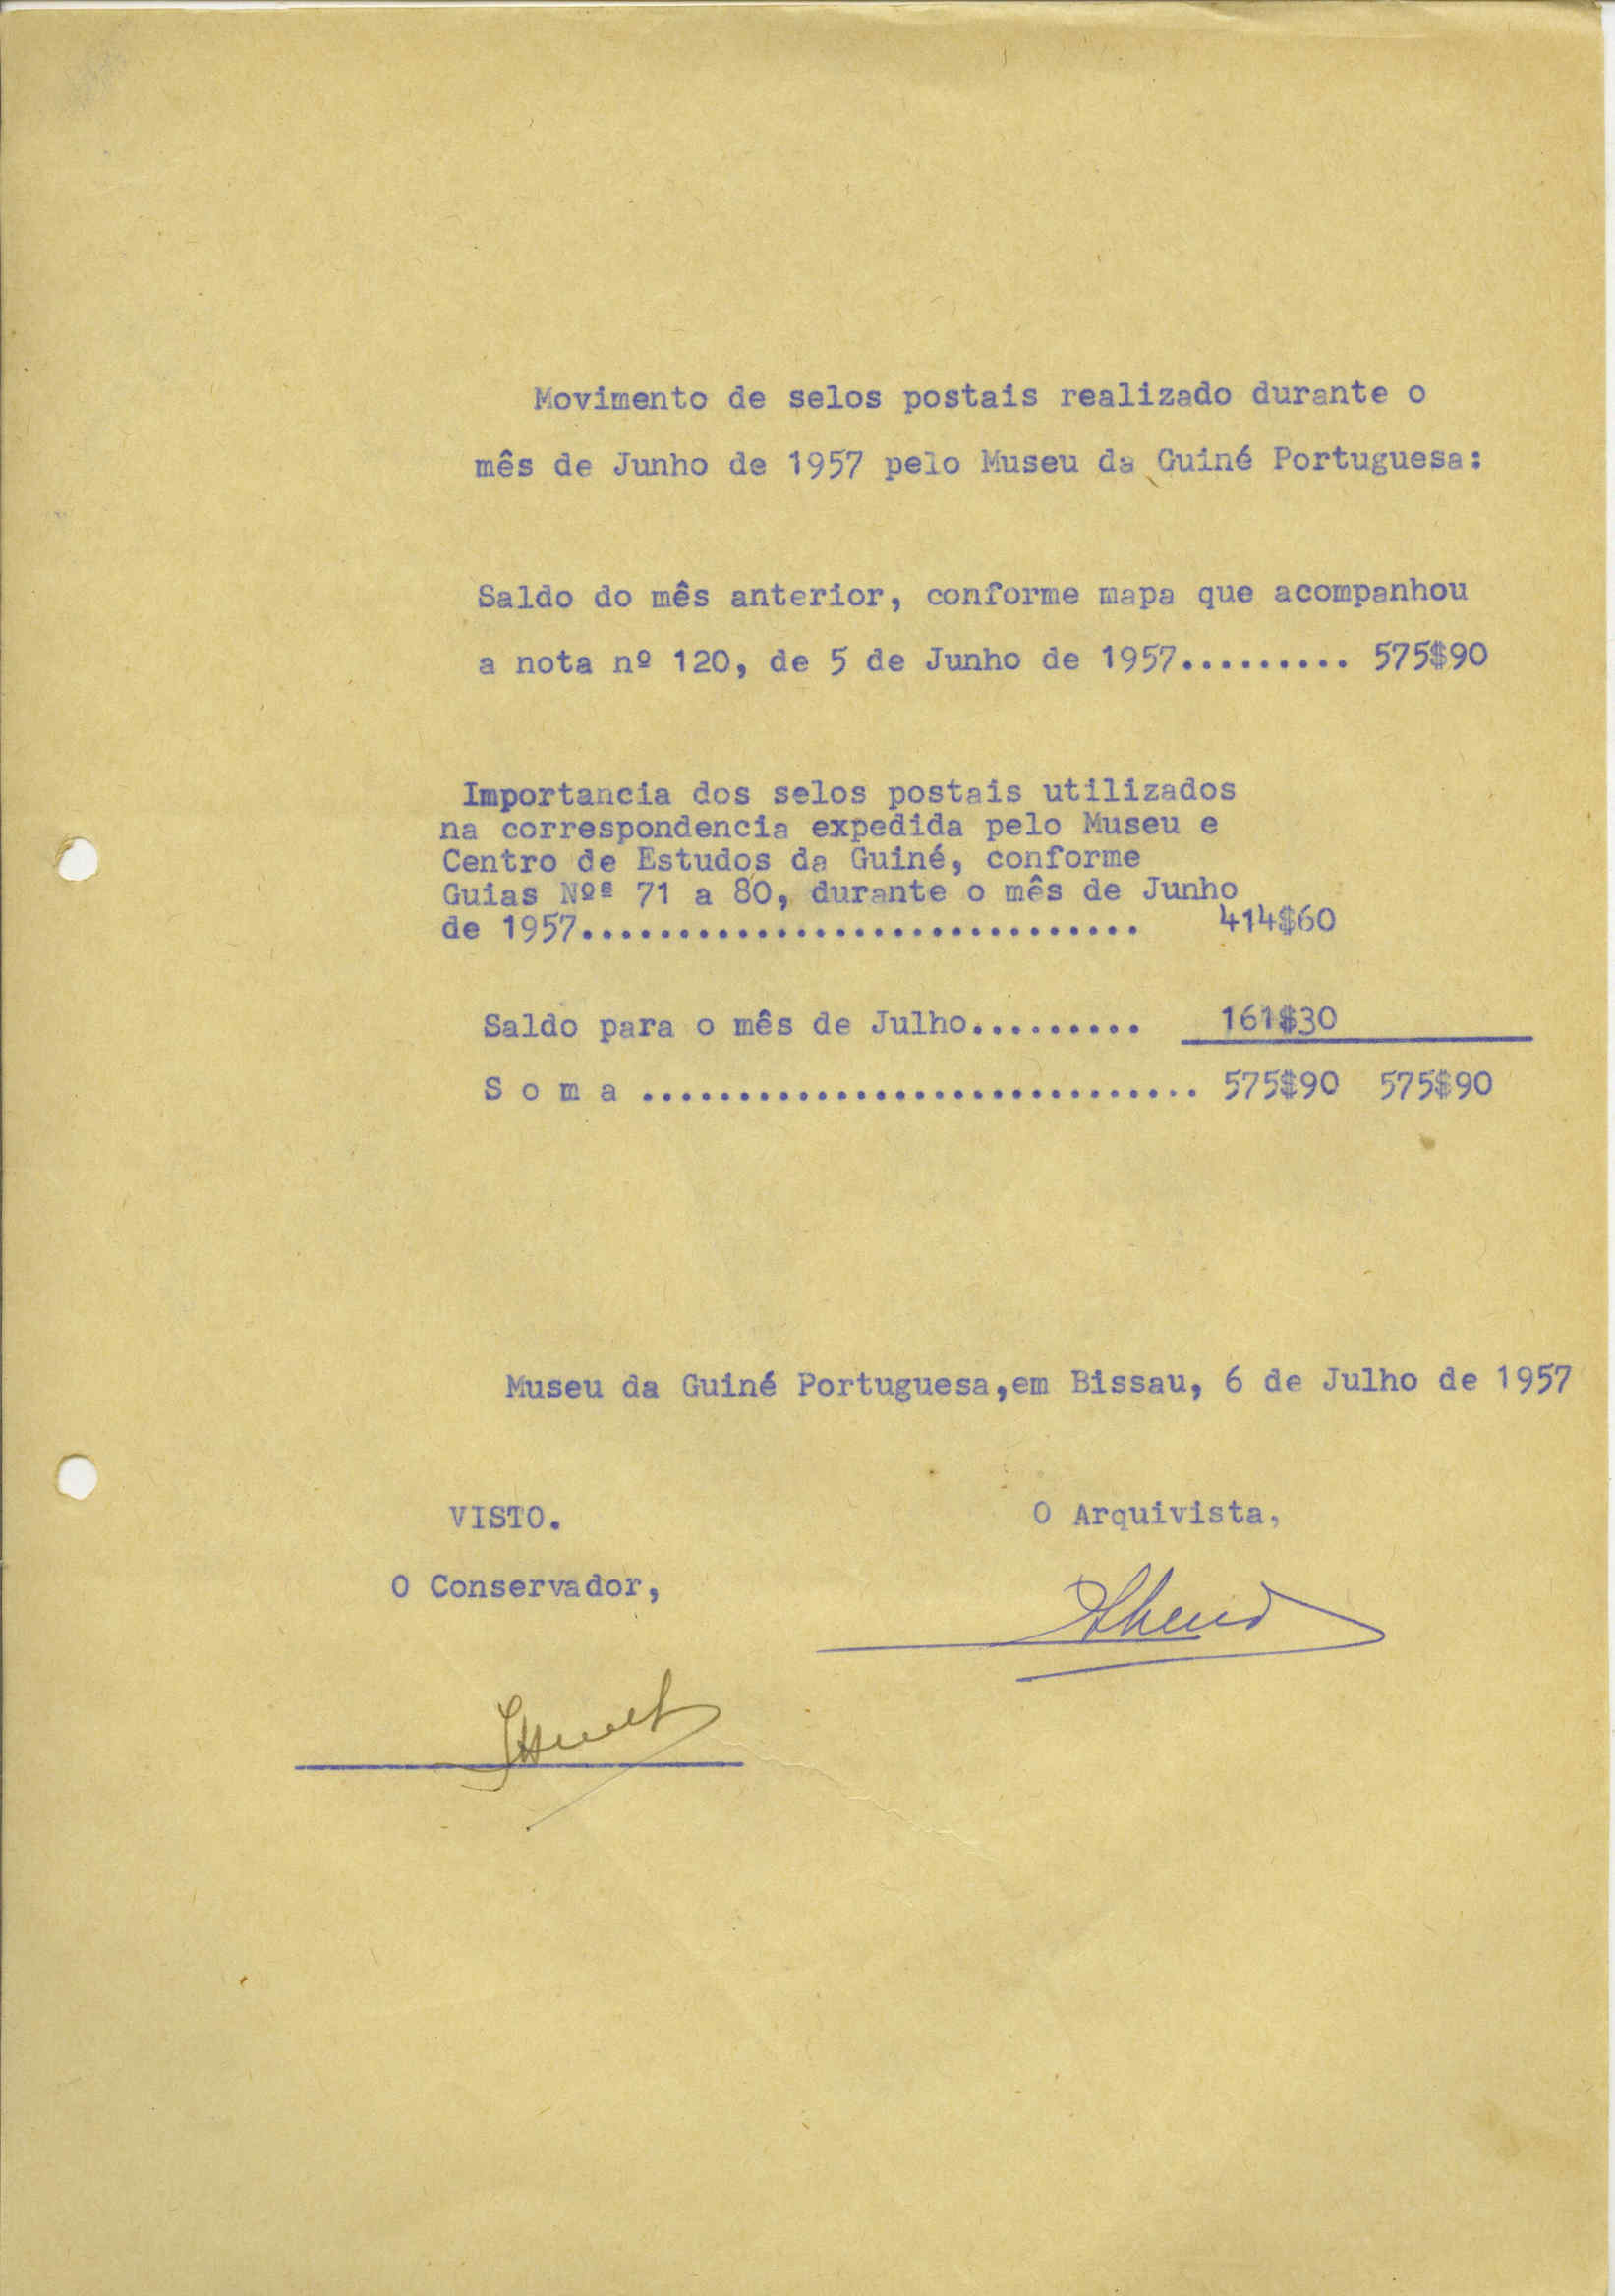 Movimento de selos postais realizado durante o
mês de Junho de 1957 pelo Museu da Guiné Portuguesa:
Saldo do mês anterior, conforme mapa que acompanhou
a nota nº 120, de 5 de Junho de 1957......... 575$90
Importancia dos selos postais utilizados
na correspondencia expedida pelo Museu e
Centro de Estudos da Guiné, conforme
Guias Nºs 71 a 80, durante o mês de Junho
de 1957............................. 414$60
Saldo para o mês de Julho......... 161$30
S o m a ............................. 575$90 575$90
Museu da Guiné Portuguesa,em Bissau, 6 de Julho de 1957
VISTO.
O Arquivista,
O Conservador,